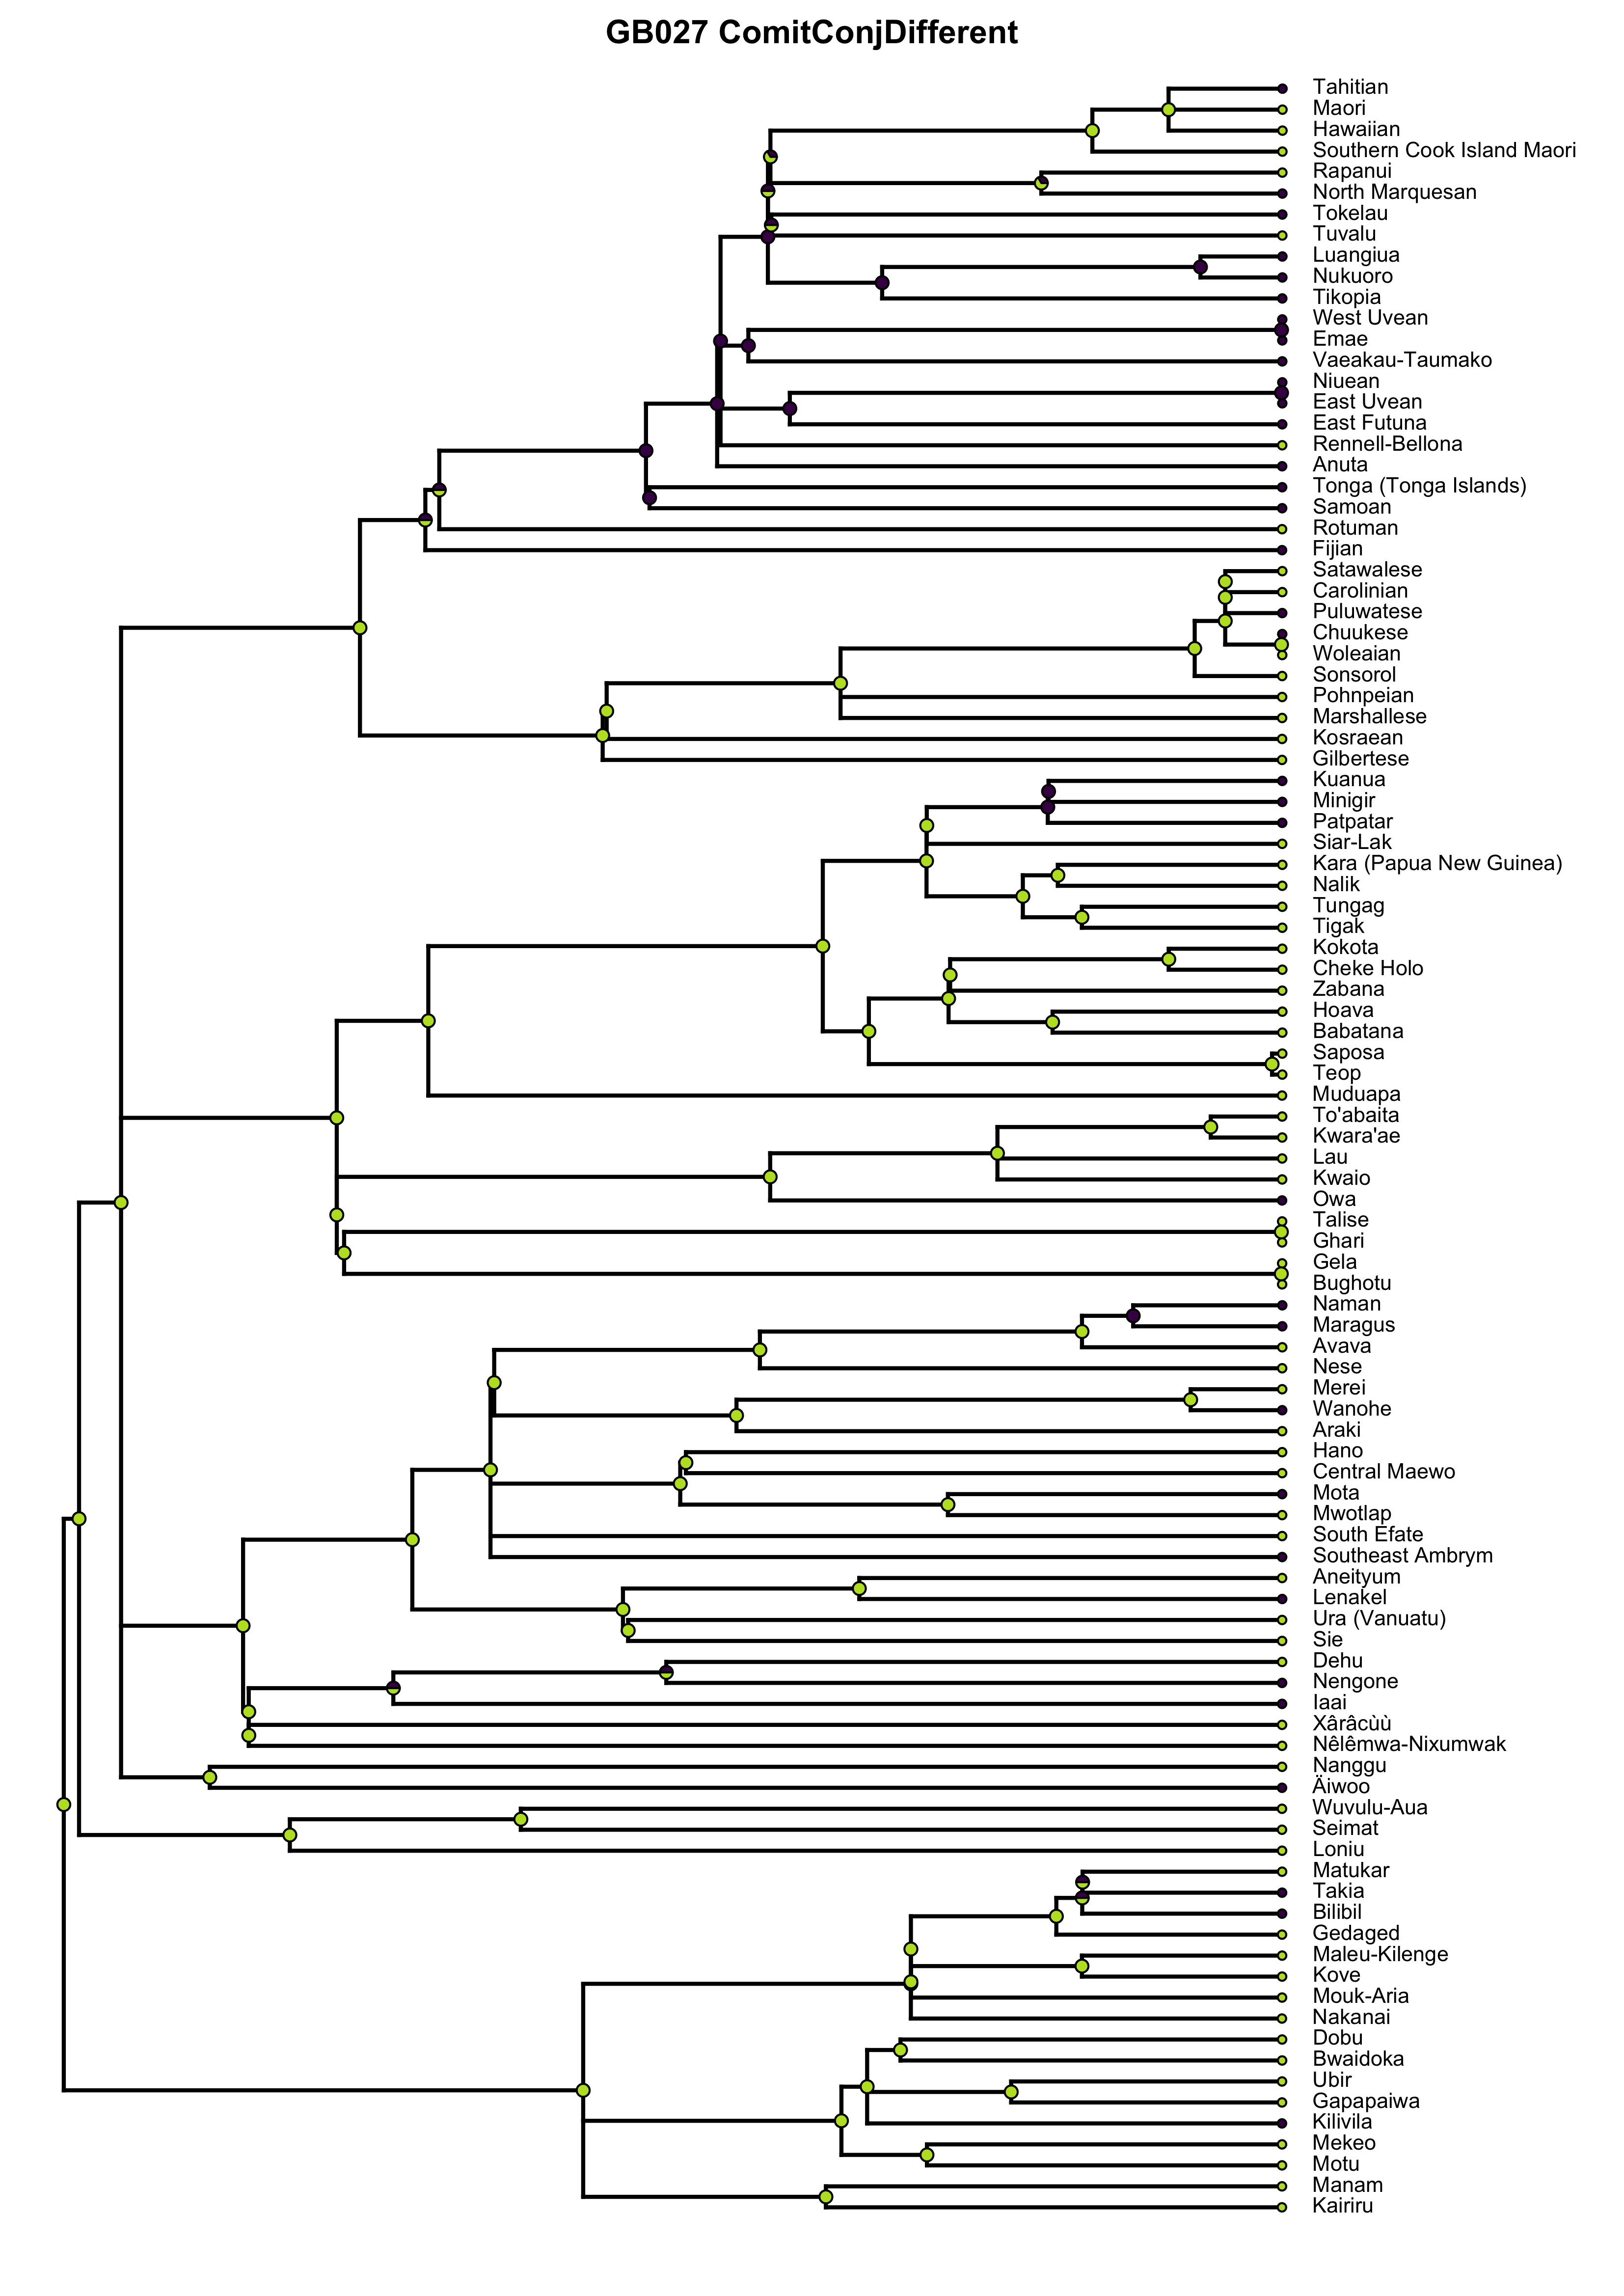 GB027 ComitConjDifferent
Tahitian
Maori
Hawaiian
Southern Cook Island Maori
Rapanui
North Marquesan
Tokelau
Tuvalu
Luangiua
Nukuoro
Tikopia
West Uvean
Emae
Vaeakau-Taumako
Niuean
East Uvean
East Futuna
Rennell-Bellona
Anuta
Tonga (Tonga Islands)
Samoan
Rotuman
Fijian
Satawalese
Carolinian
Puluwatese
Chuukese
Woleaian
Sonsorol
Pohnpeian
Marshallese
Kosraean
Gilbertese
Kuanua
Minigir
Patpatar
Siar-Lak
Kara (Papua New Guinea)
Nalik
Tungag
Tigak
Kokota
Cheke Holo
Zabana
Hoava
Babatana
Saposa
Teop
Muduapa
To'abaita
Kwara'ae
Lau
Kwaio
Owa
Talise
Ghari
Gela
Bughotu
Naman
Maragus
Avava
Nese
Merei
Wanohe
Araki
Hano
Central Maewo
Mota
Mwotlap
South Efate
Southeast Ambrym
Aneityum
Lenakel
Ura (Vanuatu)
Sie
Dehu
Nengone
Iaai
Xârâcùù
Nêlêmwa-Nixumwak
Nanggu
Äiwoo
Wuvulu-Aua
Seimat
Loniu
Matukar
Takia
Bilibil
Gedaged
Maleu-Kilenge
Kove
Mouk-Aria
Nakanai
Dobu
Bwaidoka
Ubir
Gapapaiwa
Kilivila
Mekeo
Motu
Manam
Kairiru